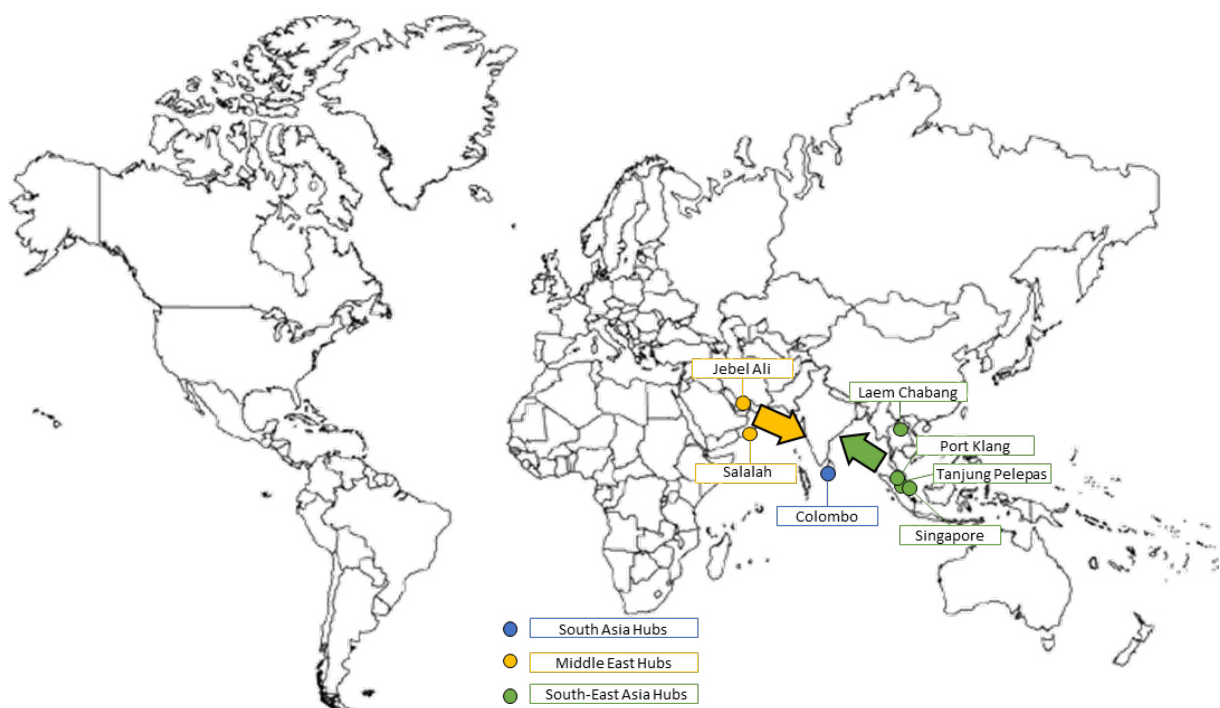 Jebel Ali
Laem Chabang
Port Klang
Salalah
Tanjung Pelepas
Colombo
Singapore
South Asia Hubs
Middle East Hubs
South-East Asia Hubs